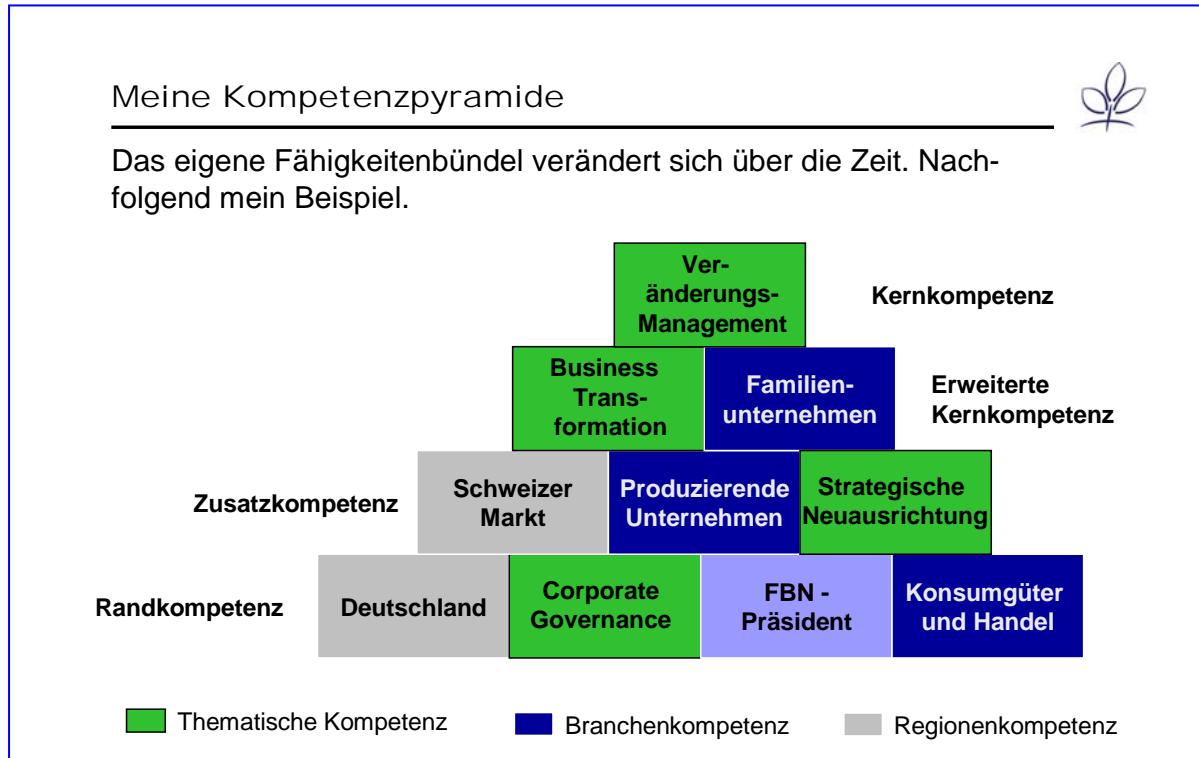 Meine Kompetenzpyramide
Das eigene Fähigkeitenbündel verändert sich über die Zeit. Nach-
folgend mein Beispiel.
Ver-
änderungs-
Management
Kernkompetenz
Business
Trans-
formation
Familien-
unternehmen
Erweiterte
Kernkompetenz
Zusatzkompetenz
Schweizer
Markt
Produzierende
Unternehmen
Strategische
Neuausrichtung
Randkompetenz
Deutschland
Corporate
Governance
FBN -
Präsident
Konsumgüter
und Handel
Thematische Kompetenz
Branchenkompetenz
Regionenkompetenz